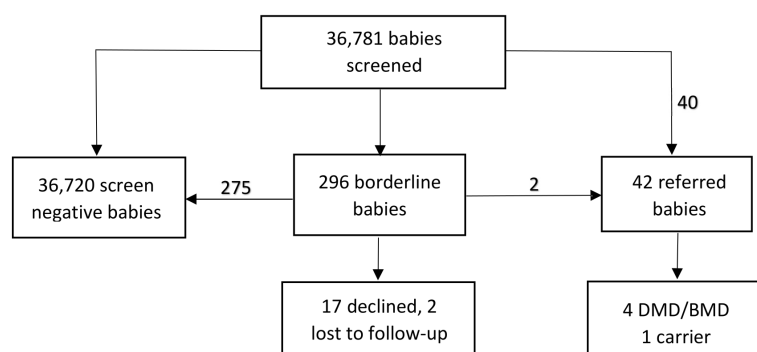 36,781 babies
screened
40
36,720 screen
negative babies
275
296 borderline
babies
2
42 referred
babies
17 declined, 2
lost to follow-up
4 DMD/BMD
1 carrier